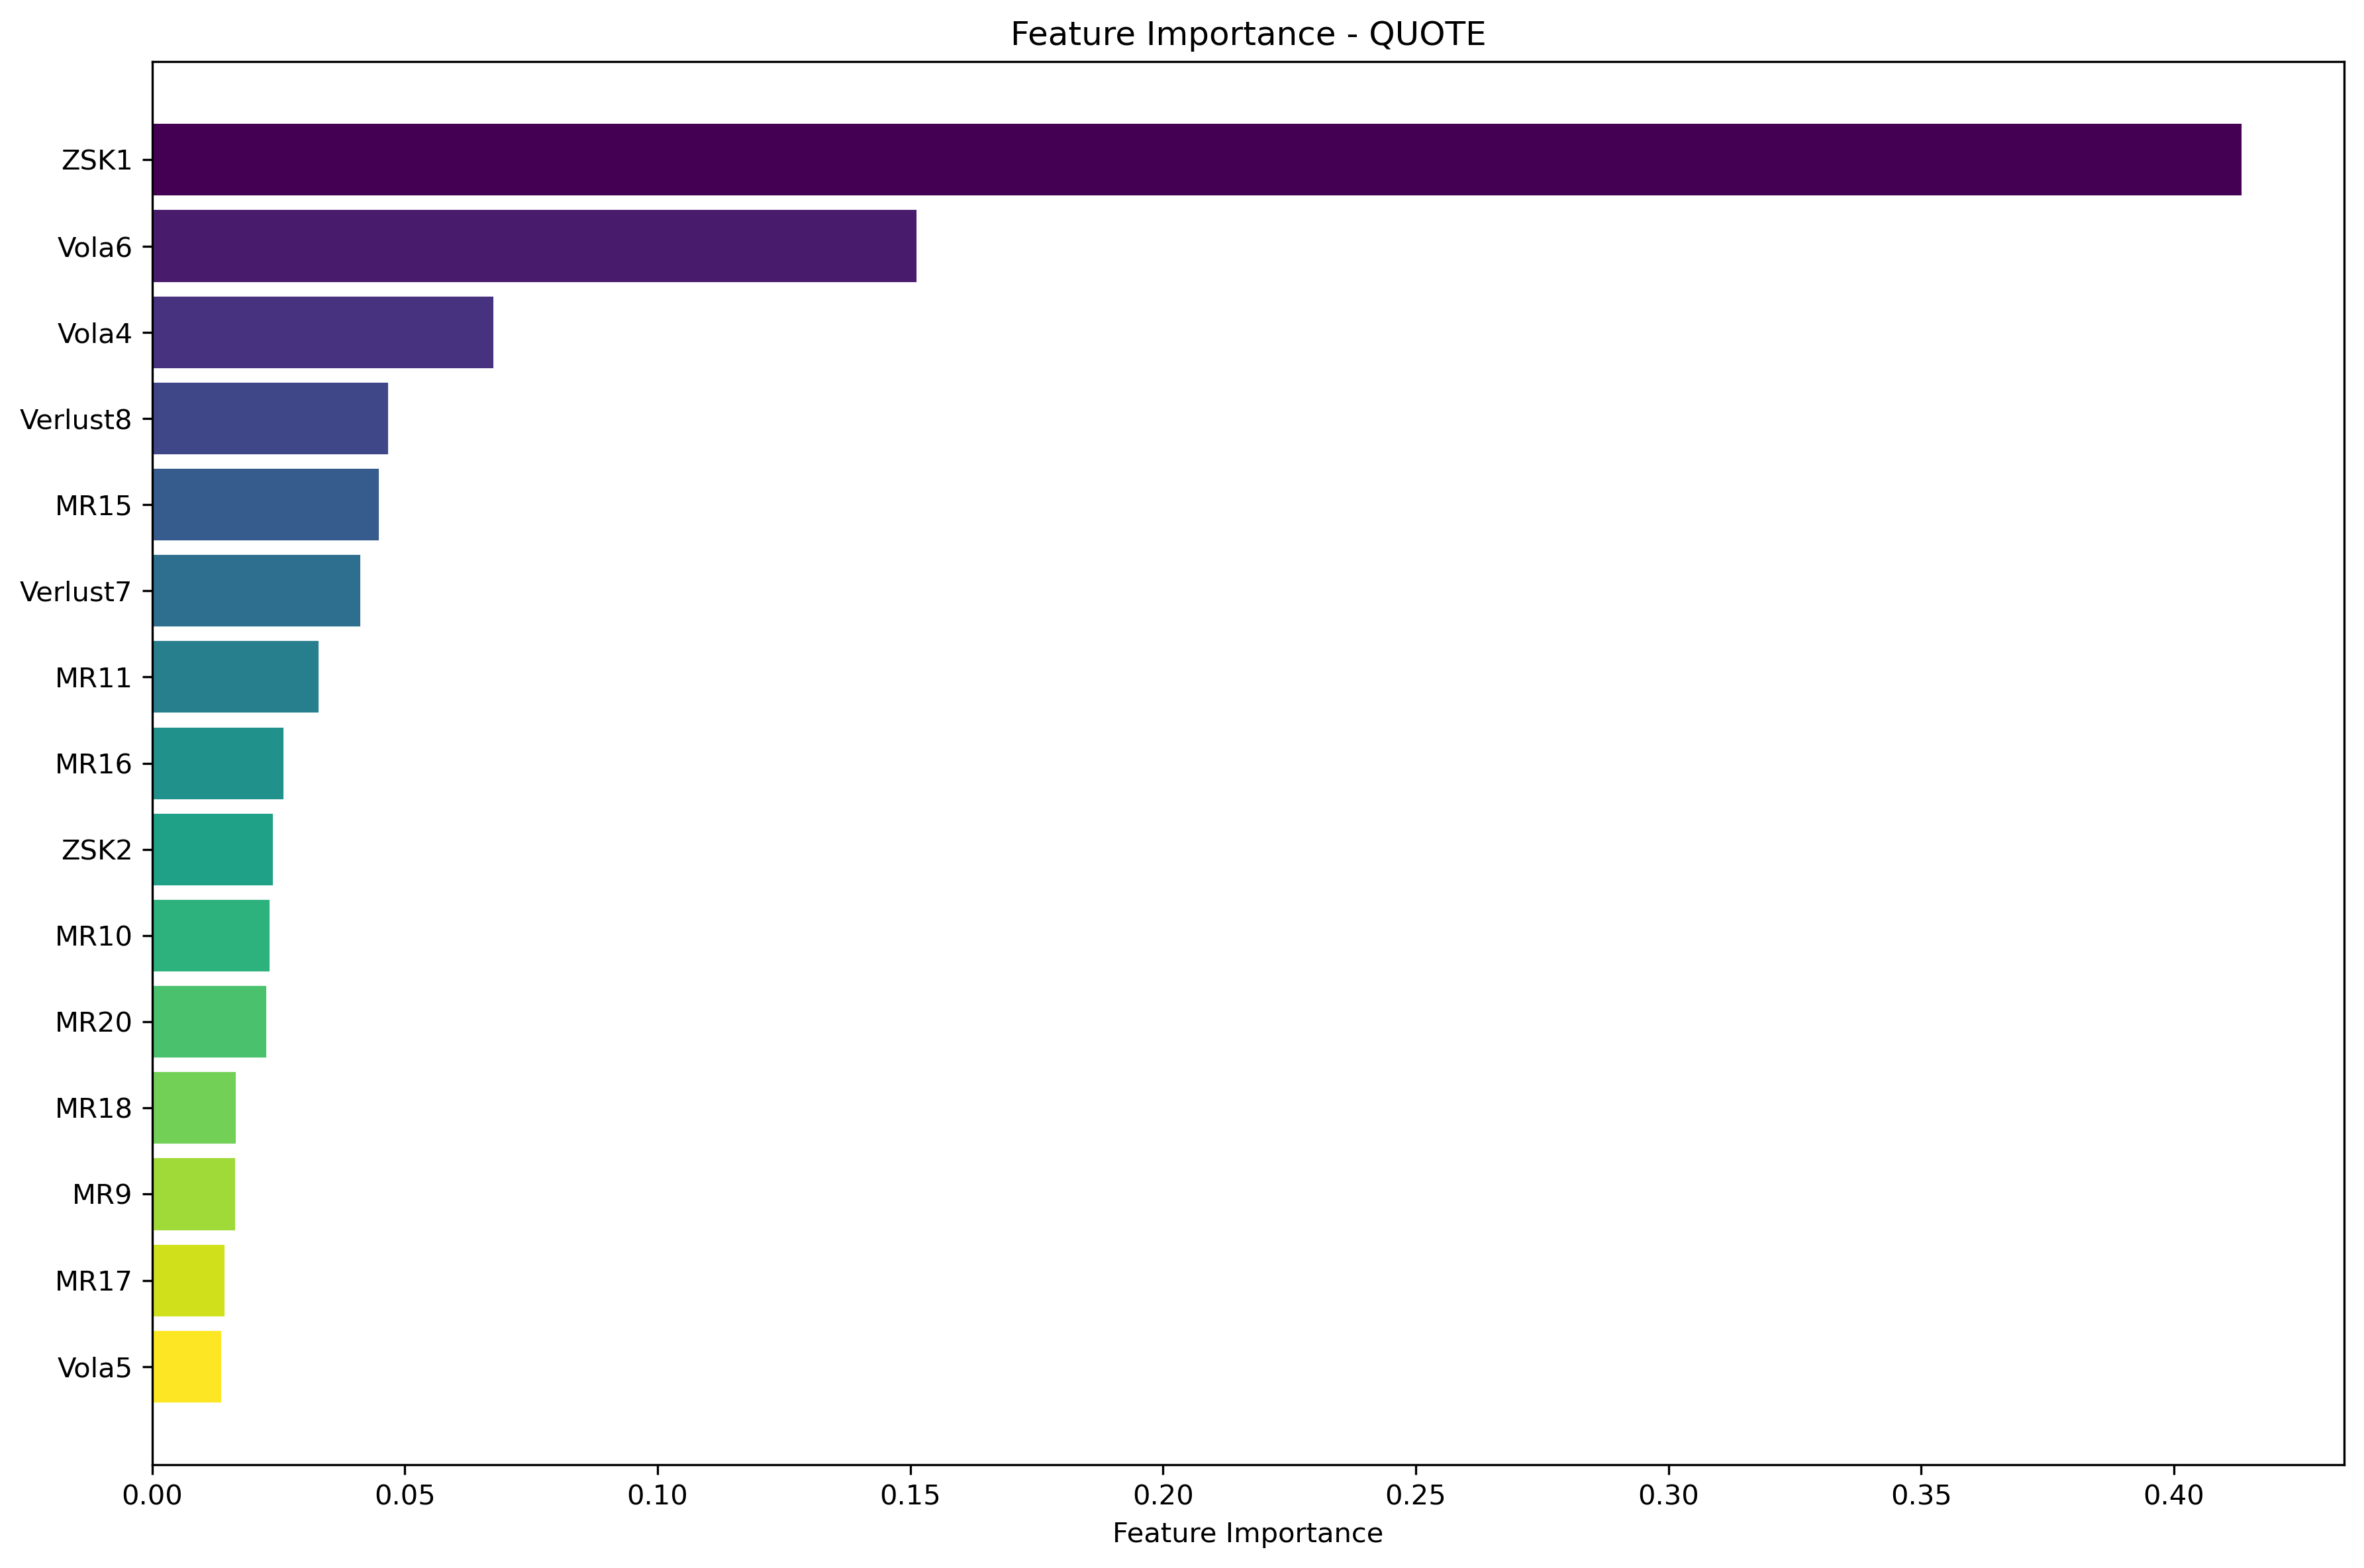 Feature Importance - QUOTE
ZSK1
Vola6
Vola4
Verlust8
MR15
Verlust7
MR11
MR16
ZSK2
MR10
MR20
MR18
MR9
MR17
Vola5
0.00 0.05 0.10 0.15 0.20 0.25 0.30 0.35 0.40
Feature Importance